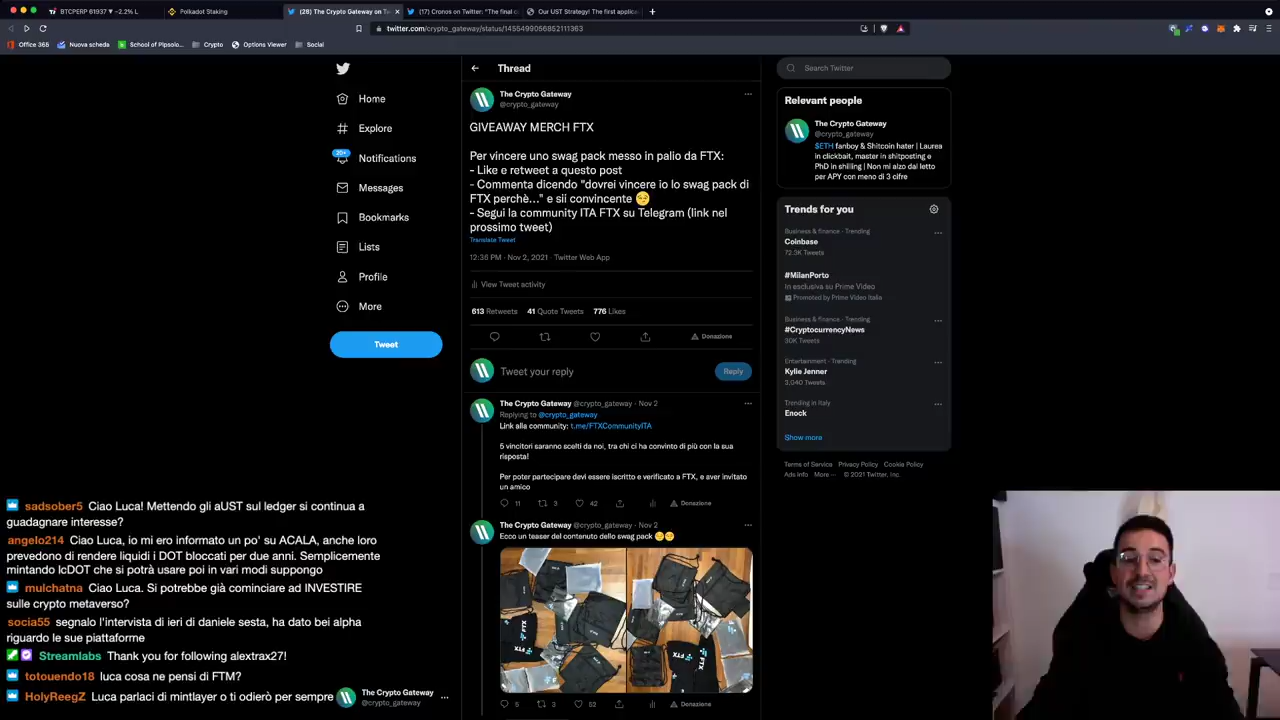 BTCPERP 61937 ▼ −2.2% L
Polkadot Staking
(28) The Crypto Gateway on Tw
(17) Cronos on Twitter: "The final c
Our UST Strategy! The first applica
twitter.com/crypto_gateway/status/1455499056852111363
Office 365
Nuova scheda
School of Pipsolo...
Crypto
Options Viewer
Social
Home
Explore
20+
Notifications
Messages
Bookmarks
Lists
Profile
More
Tweet
Thread
The Crypto Gateway
@crypto_gateway
GIVEAWAY MERCH FTX
Per vincere uno swag pack messo in palio da FTX:
- Like e retweet a questo post
- Commenta dicendo "dovrei vincere io lo swag pack di
FTX perchè..." e sii convincente 😏
- Segui la community ITA FTX su Telegram (link nel
prossimo tweet)
Translate Tweet
12:38 PM · Nov 2, 2021 · Twitter Web App
View Tweet activity
613 Retweets 41 Quote Tweets 776 Likes
Donazione
Tweet your reply
Reply
The Crypto Gateway @crypto_gateway · Nov 2
Replying to @crypto_gateway
Link alla community: t.me/FTXCommunityITA
5 vincitori saranno scelti da noi, tra chi ci ha convinto di più con la sua
risposta!
Per poter partecipare devi essere iscritto e verificato a FTX, e aver invitato
un amico
11 3 42 Donazione
The Crypto Gateway @crypto_gateway · Nov 2
Ecco un teaser del contenuto dello swag pack 😏😏
FTX
FTX
5 3 52 Donazione
Search Twitter
Relevant people
The Crypto Gateway
@crypto_gateway
$ETH fanboy & Shitcoin hater | Laurea
in clickbait, master in shitposting e
PhD in shilling | Non mi alzo dal letto
per APY con meno di 3 cifre
Trends for you
Business & finance · Trending
Coinbase
72.3K Tweets
#MilanPorto
In esclusiva su Prime Video
Promoted by Prime Video Italia
Business & finance · Trending
#CryptocurrencyNews
30K Tweets
Entertainment · Trending
Kylie Jenner
3,040 Tweets
Trending in Italy
Enock
Show more
Terms of Service Privacy Policy Cookie Policy
Ads Info More ··· © 2021 Twitter, Inc.
sadsober5 Ciao Luca! Mettendo gli aUST sul ledger si continua a
guadagnare interesse?
angelo214 Ciao Luca, io mi ero informato un po' su ACALA, anche loro
prevedono di rendere liquidi i DOT bloccati per due anni. Semplicemente
mintando lcDOT che si potrà usare poi in vari modi suppongo
mulchatna Ciao Luca. Si potrebbe già cominciare ad INVESTIRE
sulle crypto metaverso?
socia55 segnalo l'intervista di ieri di daniele sesta, ha dato bei alpha
riguardo le sue piattaforme
Streamlabs Thank you for following alextrax27!
totouendo18 luca cosa ne pensi di FTM?
HolyReegZ Luca parlaci di mintlayer o ti odierò per sempre
The Crypto Gateway
@crypto_gateway